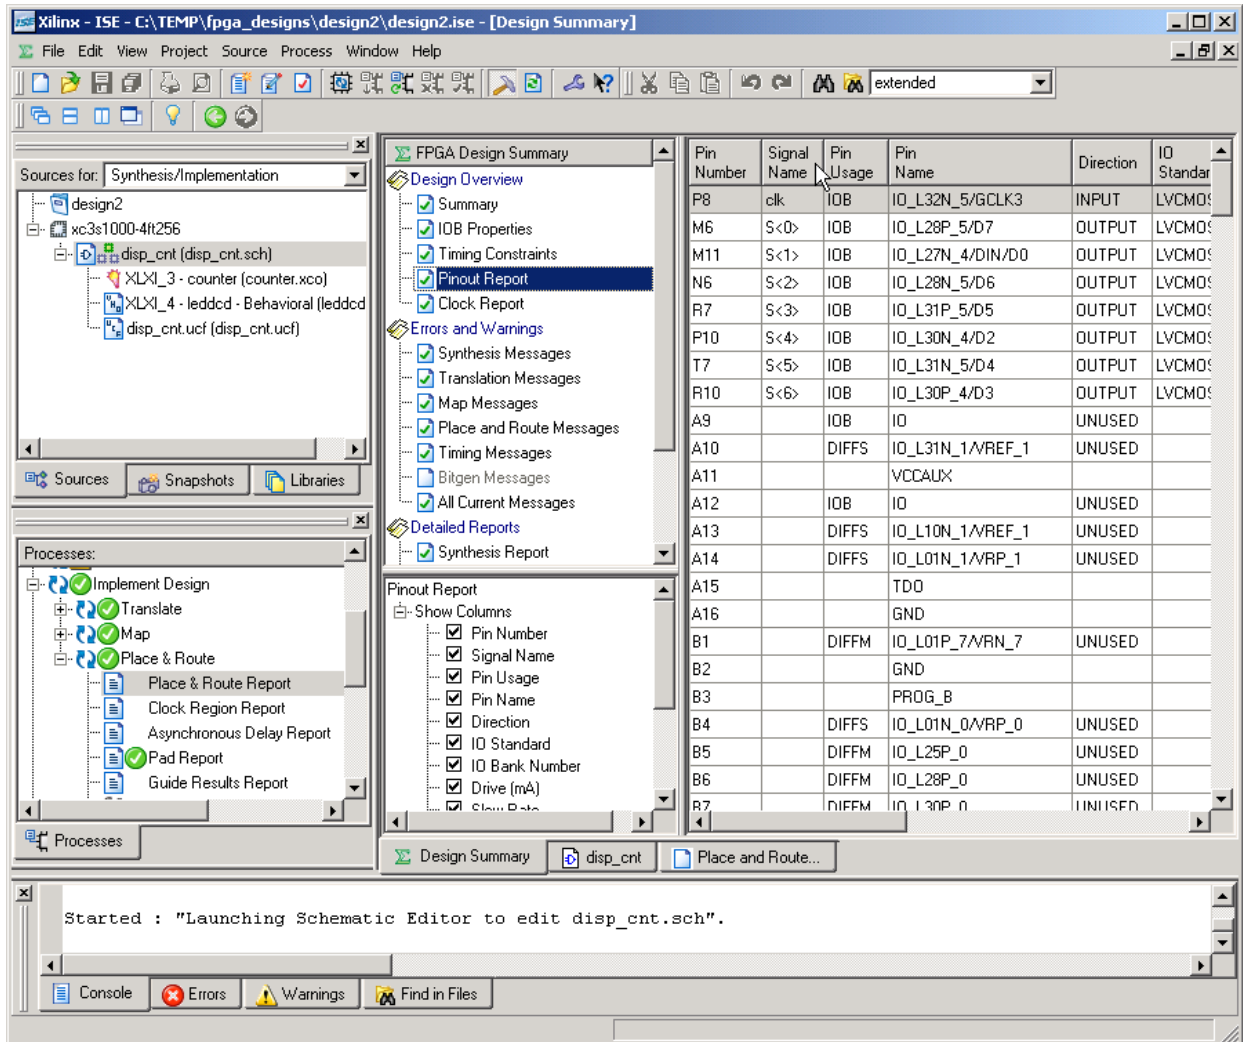 Xilinx - ISE - C:\TEMP\fpga_designs\design2\design2.ise - [Design Summary]
File Edit View Project Source Process Window Help
extended
Sources for: Synthesis/Implementation
design2
xc3s1000-4ft256
disp_cnt (disp_cnt.sch)
XLXI_3 - counter (counter.xco)
XLXI_4 - leddcd - Behavioral (leddcd
disp_cnt.ucf (disp_cnt.ucf)
Sources Snapshots Libraries
Processes:
Implement Design
Translate
Map
Place & Route
Place & Route Report
Clock Region Report
Asynchronous Delay Report
Pad Report
Guide Results Report
Processes
FPGA Design Summary
Design Overview
Summary
IOB Properties
Timing Constraints
Pinout Report
Clock Report
Errors and Warnings
Synthesis Messages
Translation Messages
Map Messages
Place and Route Messages
Timing Messages
Bitgen Messages
All Current Messages
Detailed Reports
Synthesis Report
Pinout Report
Show Columns
Pin Number
Signal Name
Pin Usage
Pin Name
Direction
IO Standard
IO Bank Number
Drive (mA)
Slew Rate
Pin Number Signal Name Pin Usage Pin Name Direction IO Standar
P8 clk IOB IO_L32N_5/GCLK3 INPUT LVCMOS
M6 S<0> IOB IO_L28P_5/D7 OUTPUT LVCMOS
M11 S<1> IOB IO_L27N_4/DIN/D0 OUTPUT LVCMOS
N6 S<2> IOB IO_L28N_5/D6 OUTPUT LVCMOS
R7 S<3> IOB IO_L31P_5/D5 OUTPUT LVCMOS
P10 S<4> IOB IO_L30N_4/D2 OUTPUT LVCMOS
T7 S<5> IOB IO_L31N_5/D4 OUTPUT LVCMOS
R10 S<6> IOB IO_L30P_4/D3 OUTPUT LVCMOS
A9 IOB IO UNUSED
A10 DIFFS IO_L31N_1/VREF_1 UNUSED
A11 VCCAUX
A12 IOB IO UNUSED
A13 DIFFS IO_L10N_1/VREF_1 UNUSED
A14 DIFFS IO_L01N_1/VRP_1 UNUSED
A15 TDO
A16 GND
B1 DIFFM IO_L01P_7/VRN_7 UNUSED
B2 GND
B3 PROG_B
B4 DIFFS IO_L01N_0/VRP_0 UNUSED
B5 DIFFM IO_L25P_0 UNUSED
B6 DIFFM IO_L28P_0 UNUSED
B7 DIFFM IO_L30P_0 UNUSED
Design Summary disp_cnt Place and Route...
Started : "Launching Schematic Editor to edit disp_cnt.sch".
Console Errors Warnings Find in Files